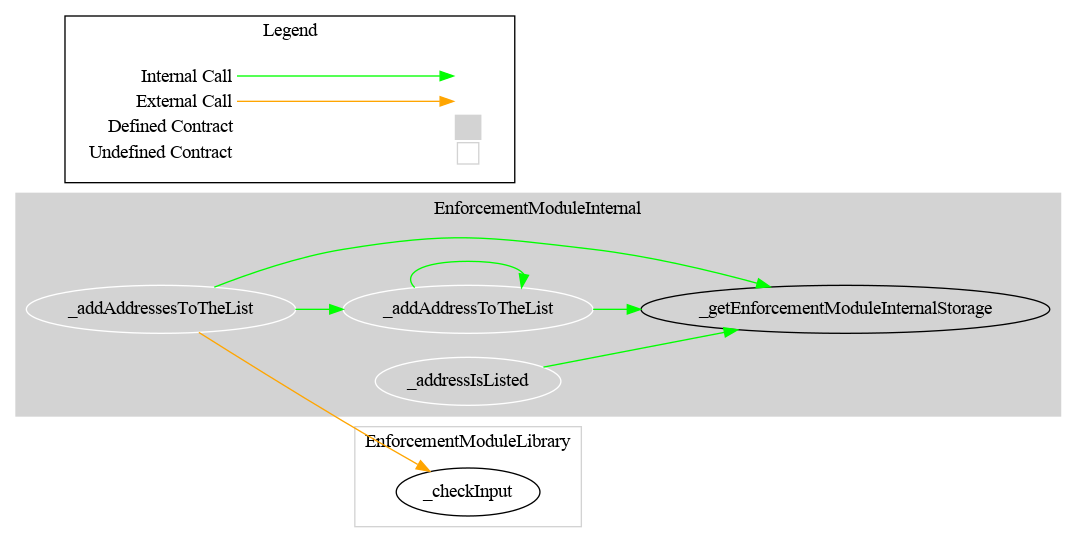 Legend
Internal Call
External Call
Defined Contract
Undefined Contract
EnforcementModuleInternal
_addAddressesToTheList
_addAddressToTheList
_getEnforcementModuleInternalStorage
_addressIsListed
EnforcementModuleLibrary
_checkInput